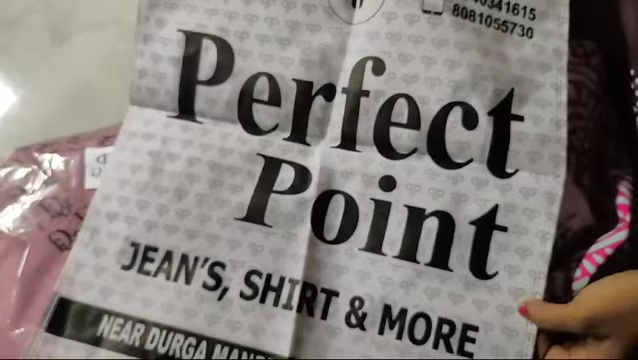 8081055730
Perfect
Point
JEAN'S, SHIRT & MORE
NEAR DURGA